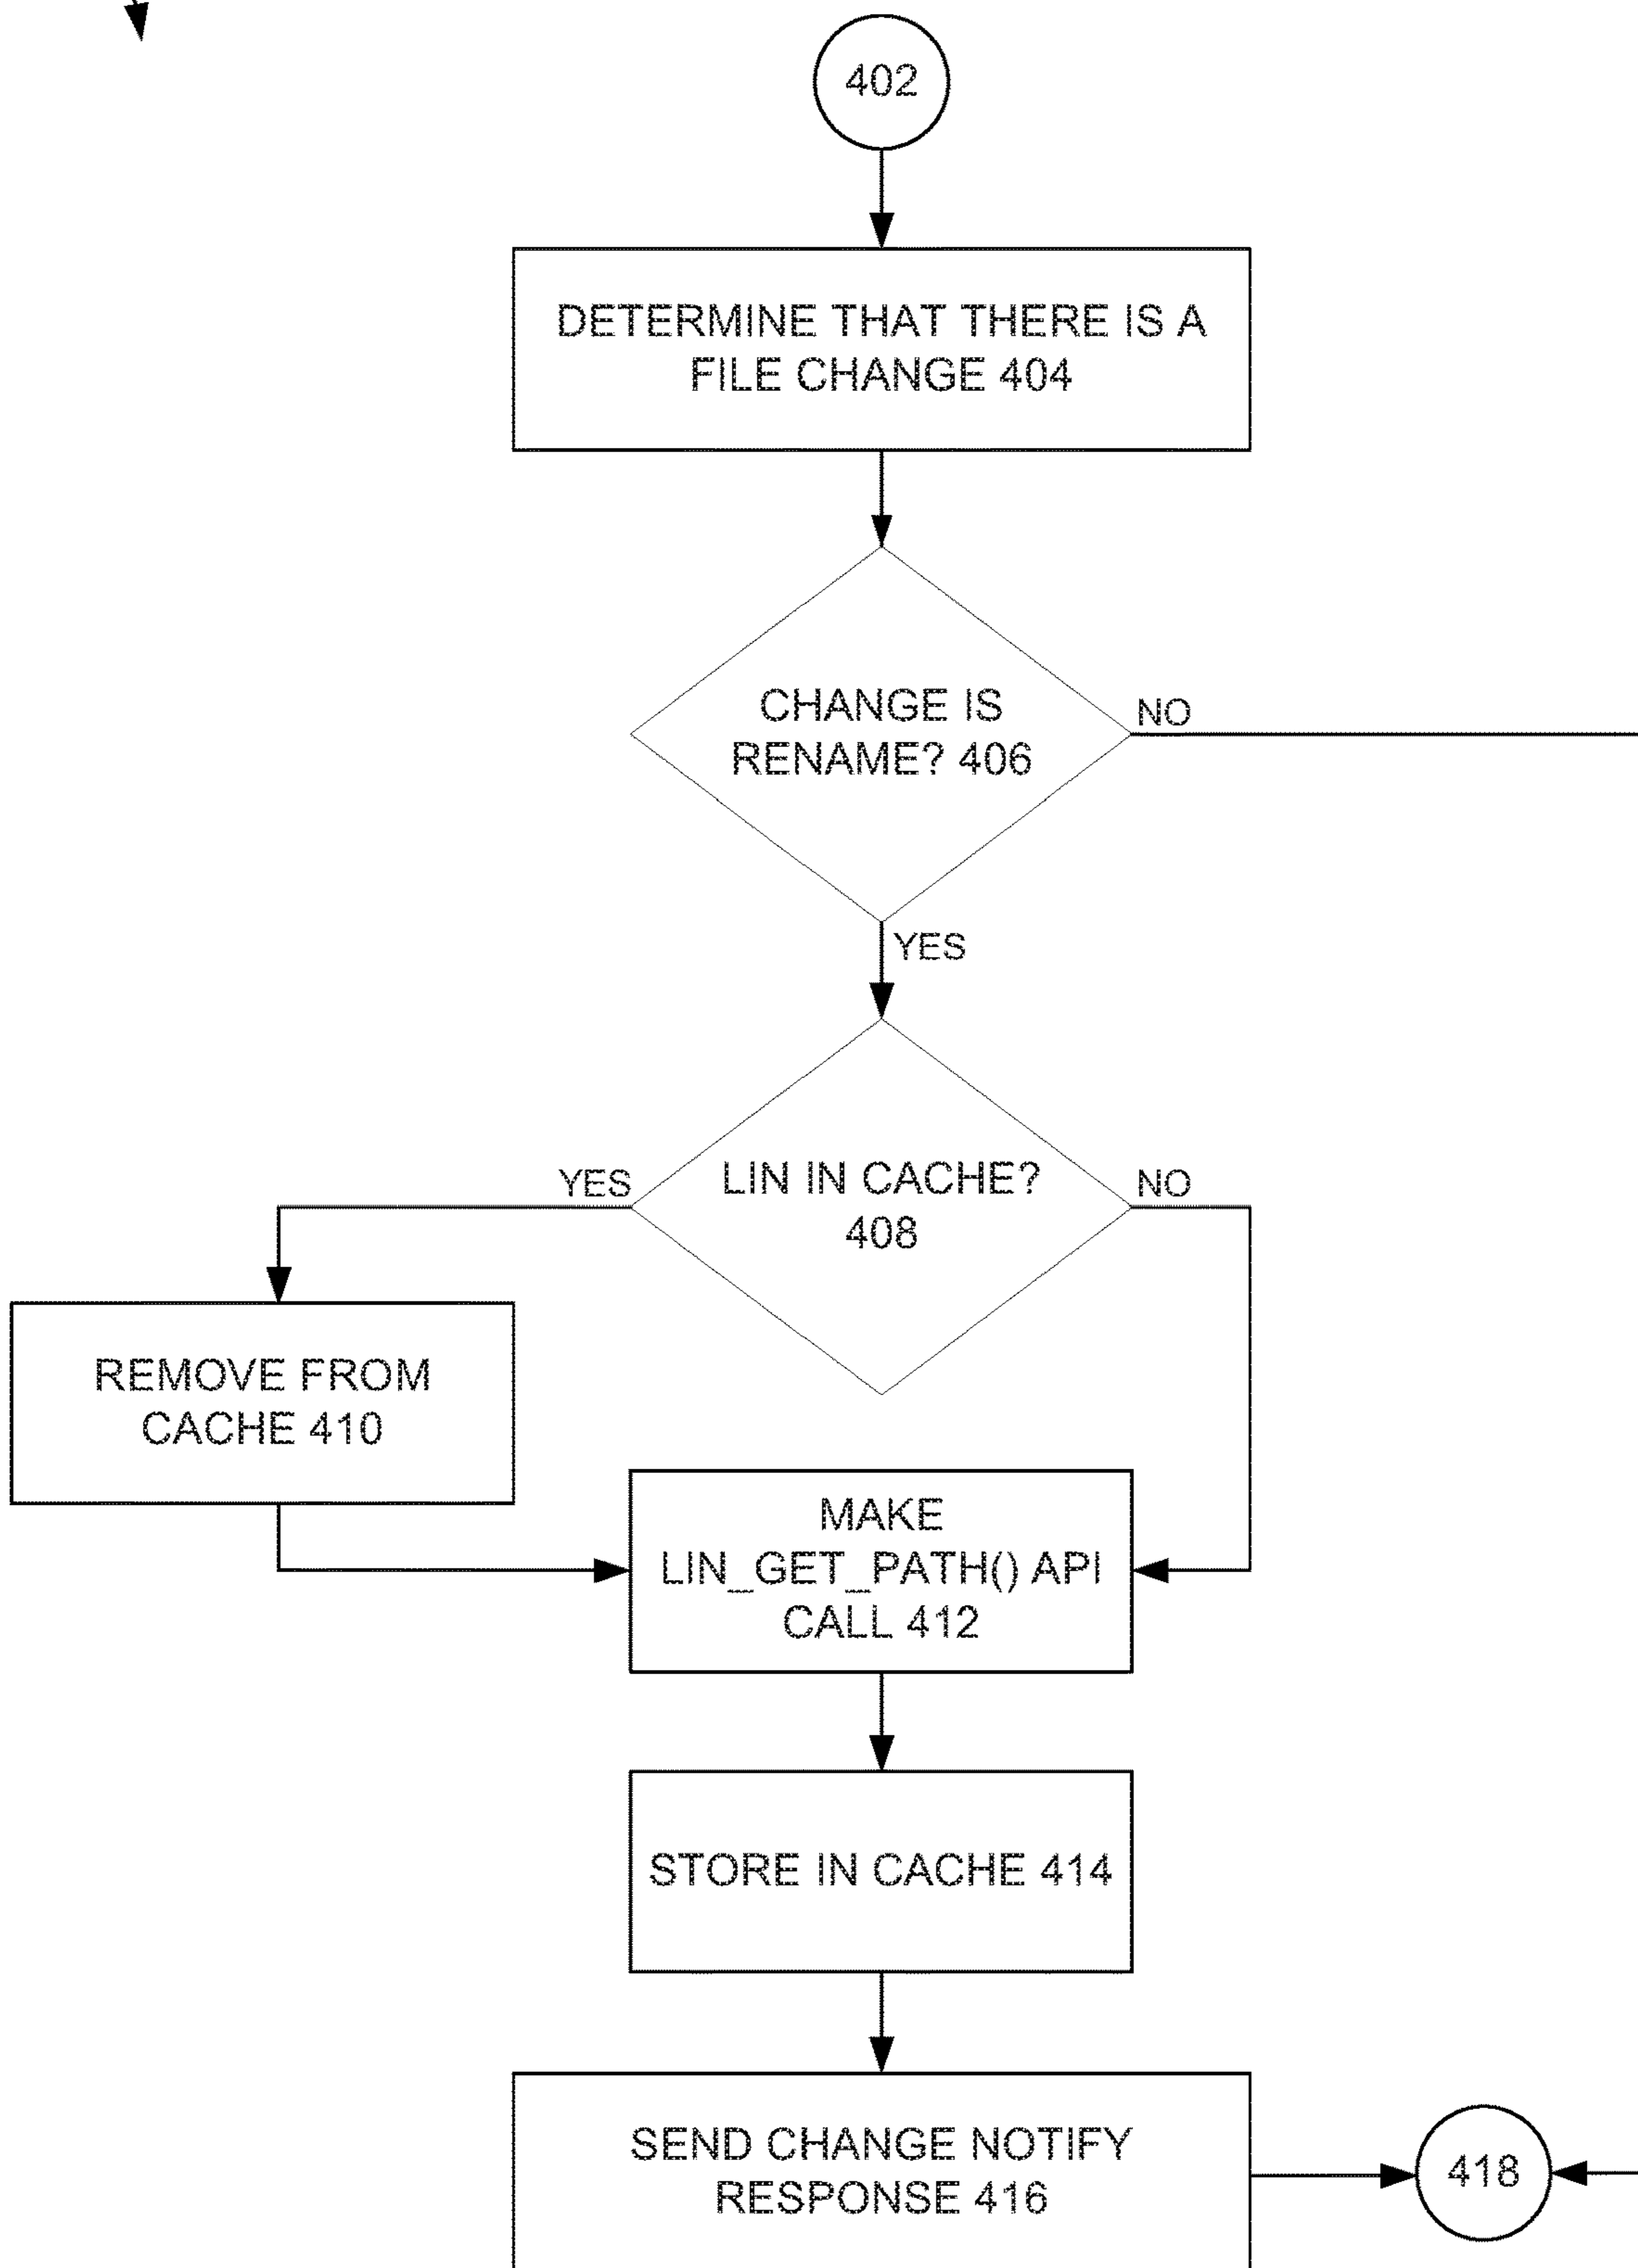 402
DETERMINE THAT THERE IS A
FILE CHANGE 404
CHANGE IS
RENAME? 406
NO
YES
YES
LIN IN CACHE?
408
NO
REMOVE FROM
CACHE 410
MAKE
LIN_GET_PATH() API
CALL 412
STORE IN CACHE 414
SEND CHANGE NOTIFY
RESPONSE 416
418